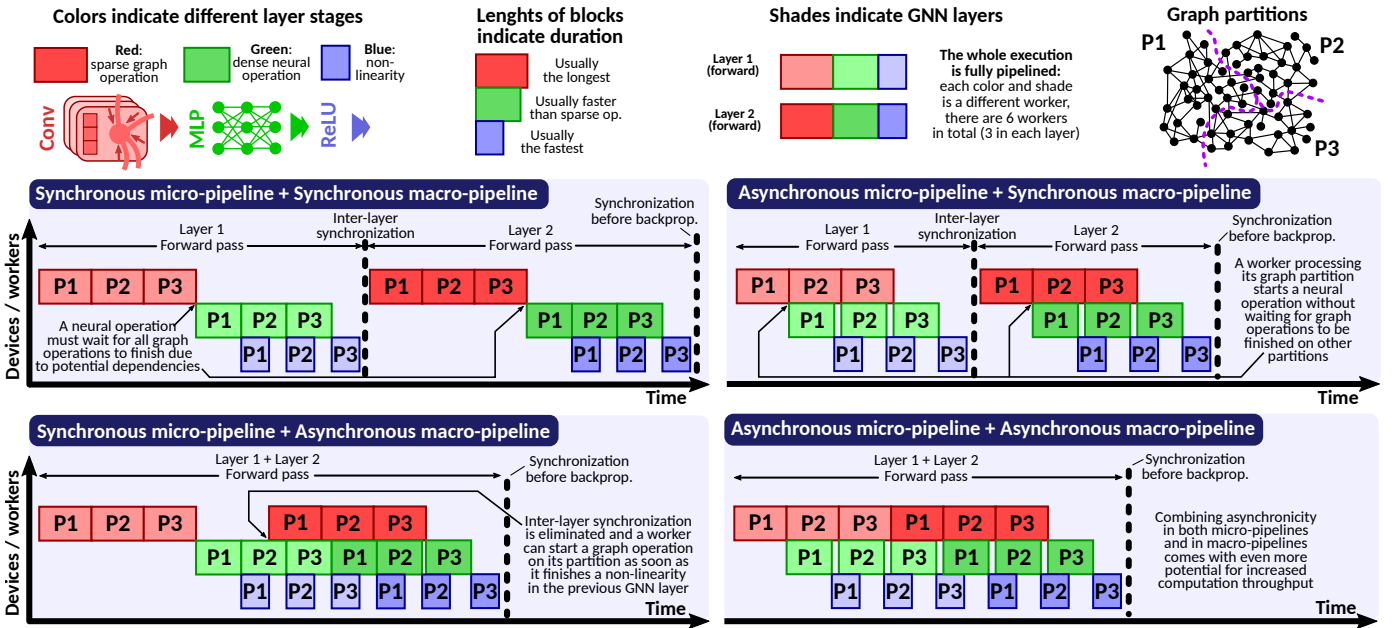 Colors indicate different layer stages
Red:
sparse graph
operation
Green:
dense neural
operation
Blue:
non-
linearity
Conv
MLP
ReLU
Lenghts of blocks
indicate duration
Usually
the longest
Usually faster
than sparse op.
Usually
the fastest
Shades indicate GNN layers
Layer 1
(forward)
Layer 2
(forward)
The whole execution
is fully pipelined:
each color and shade
is a different worker,
there are 6 workers
in total (3 in each layer)
Graph partitions
P1
P2
P3
Synchronous micro-pipeline + Synchronous macro-pipeline
Devices / workers
Layer 1
Forward pass
Inter-layer
synchronization
Layer 2
Forward pass
Synchronization
before backprop.
P1 P2 P3 P1 P2 P3
P1 P2 P3 P1 P2 P3
P1 P2 P3 P1 P2 P3
A neural operation
must wait for all graph
operations to finish due
to potential dependencies
Time
Asynchronous micro-pipeline + Synchronous macro-pipeline
Layer 1
Forward pass
Inter-layer
synchronization
Layer 2
Forward pass
Synchronization
before backprop.
P1 P2 P3 P1 P2 P3
P1 P2 P3 P1 P2 P3
P1 P2 P3 P1 P2 P3
A worker processing
its graph partition
starts a neural
operation without
waiting for graph
operations to be
finished on other
partitions
Time
Synchronous micro-pipeline + Asynchronous macro-pipeline
Devices / workers
Layer 1 + Layer 2
Forward pass
Synchronization
before backprop.
P1 P2 P3 P1 P2 P3
P1 P2 P3 P1 P2 P3
P1 P2 P3 P1 P2 P3
Inter-layer synchronization
is eliminated and a worker
can start a graph operation
on its partition as soon as
it finishes a non-linearity
in the previous GNN layer
Time
Asynchronous micro-pipeline + Asynchronous macro-pipeline
Layer 1 + Layer 2
Forward pass
Synchronization
before backprop.
P1 P2 P3 P1 P2 P3
P1 P2 P3 P1 P2 P3
P1 P2 P3 P1 P2 P3
Combining asynchronicity
in both micro-pipelines
and in macro-pipelines
comes with even more
potential for increased
computation throughput
Time